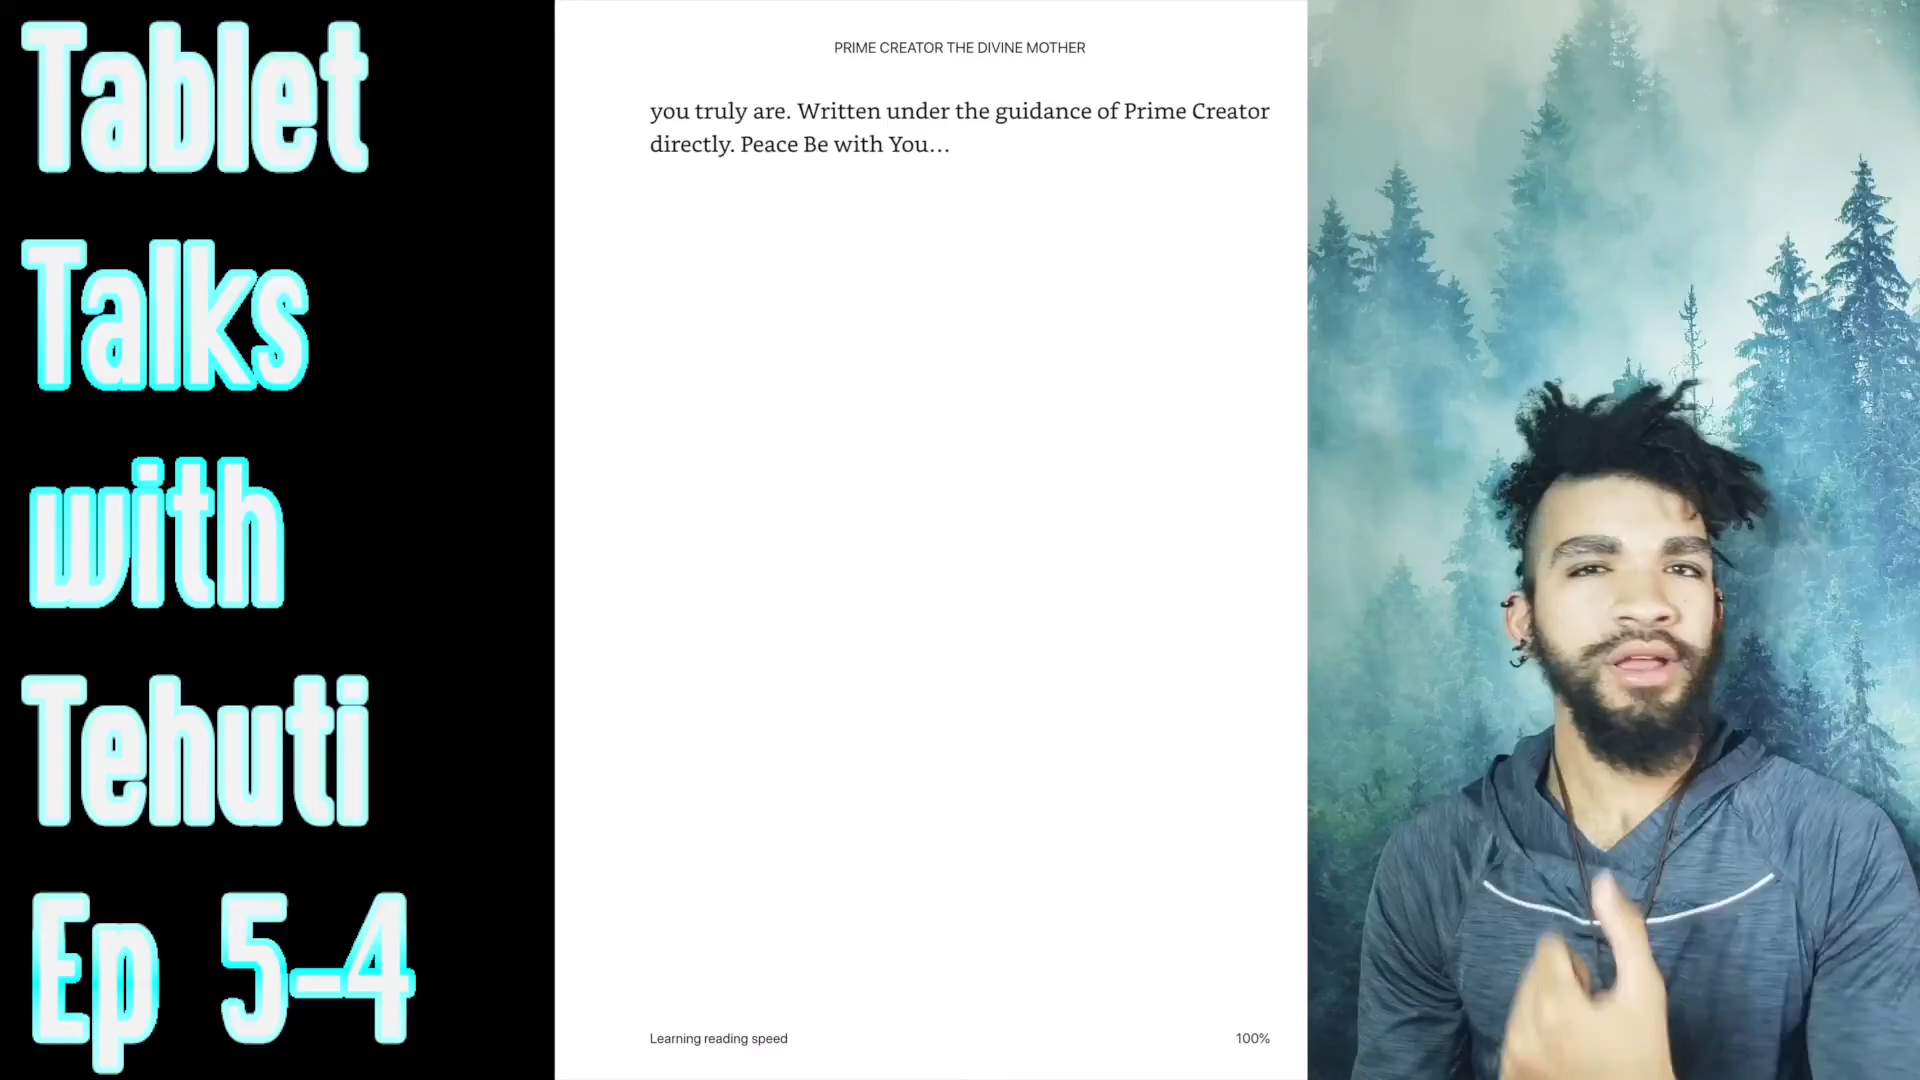 Tablet
Talks
with
Tehuti
Ep 5-4
PRIME CREATOR THE DIVINE MOTHER
you truly are. Written under the guidance of Prime Creator
directly. Peace Be with You…
Learning reading speed
100%